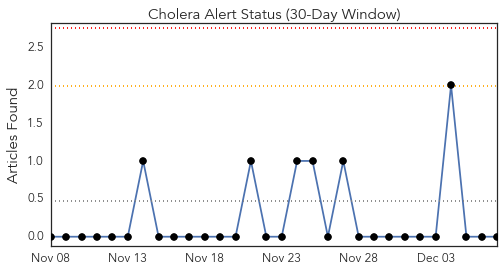 Cholera Alert Status (30-Day Window)
2.5
2.0
1.5
1.0
0.5
0.0
Articles Found
Nov 08 Nov 13 Nov 18 Nov 23 Nov 28 Dec 03